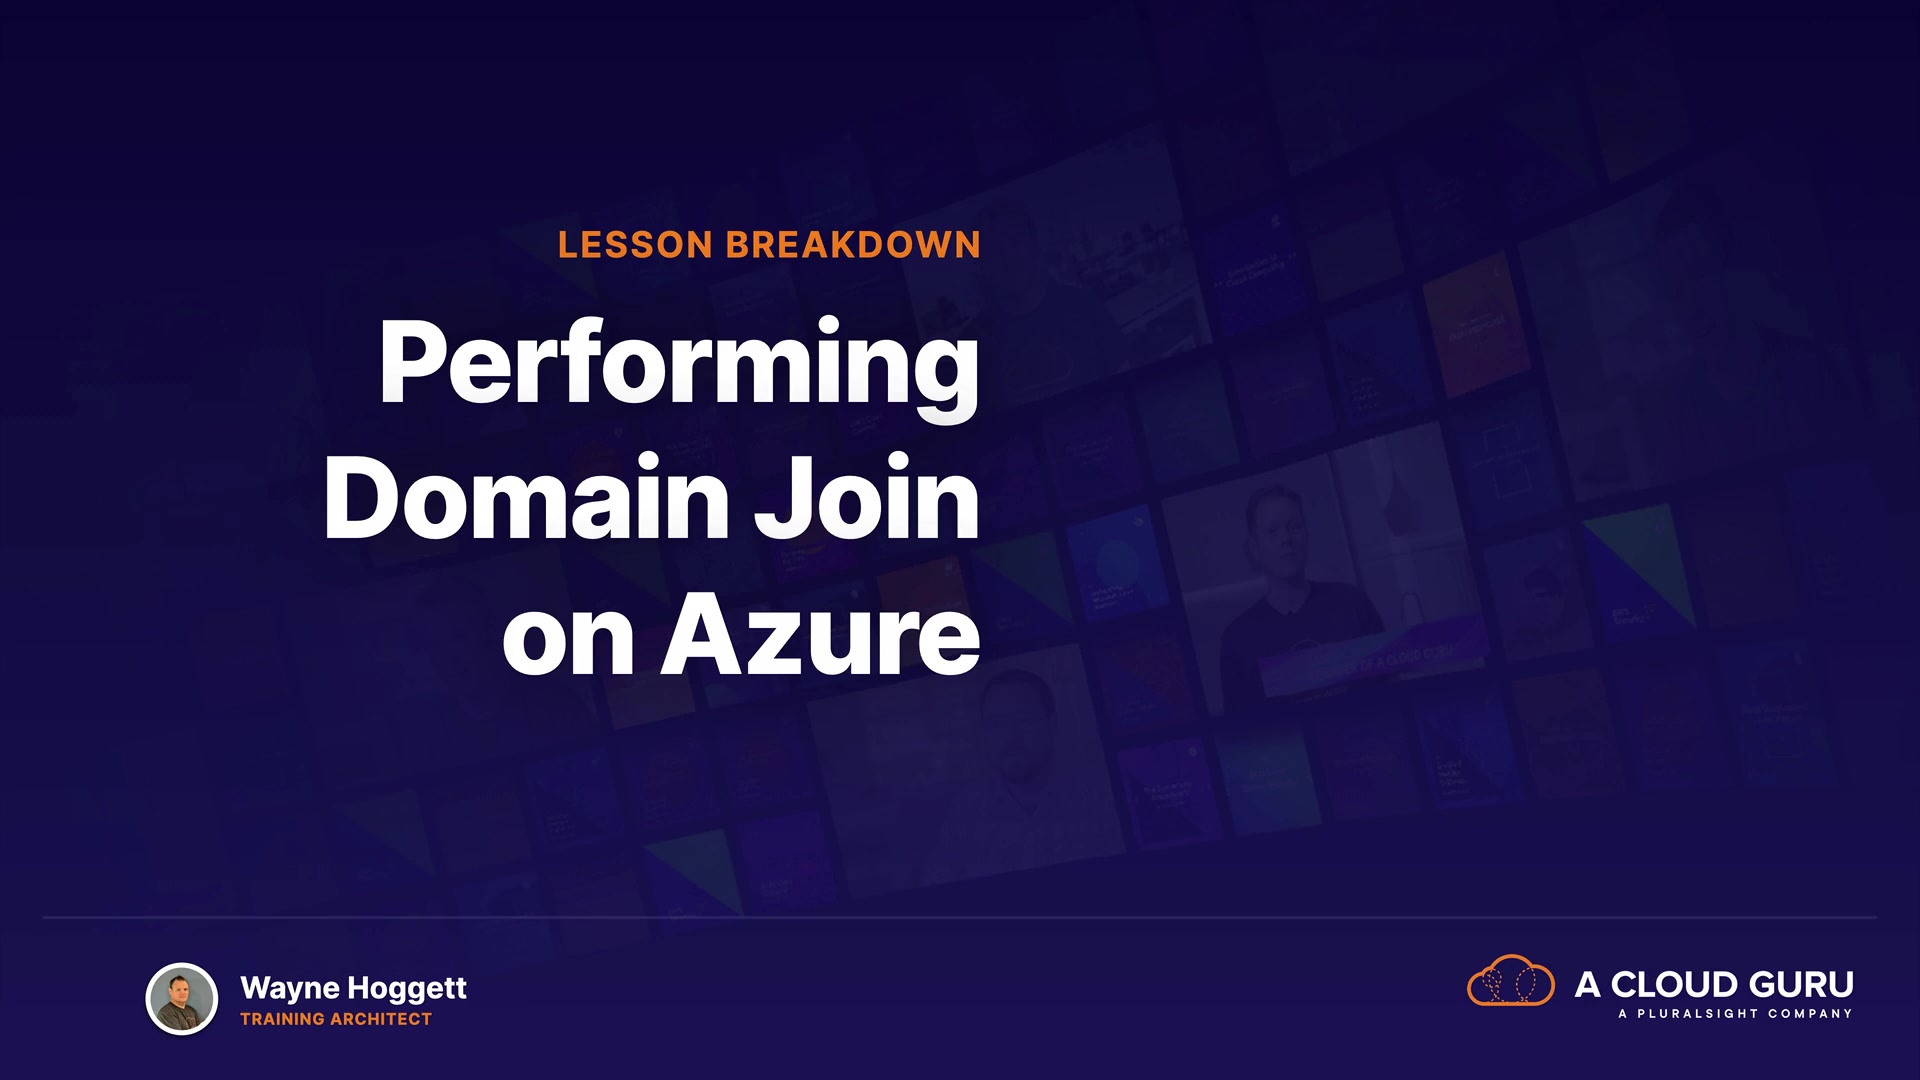 LESSON BREAKDOWN
Performing
Domain Join
on Azure
Wayne Hoggett
TRAINING ARCHITECT
A CLOUD GURU
A PLURALSIGHT COMPANY